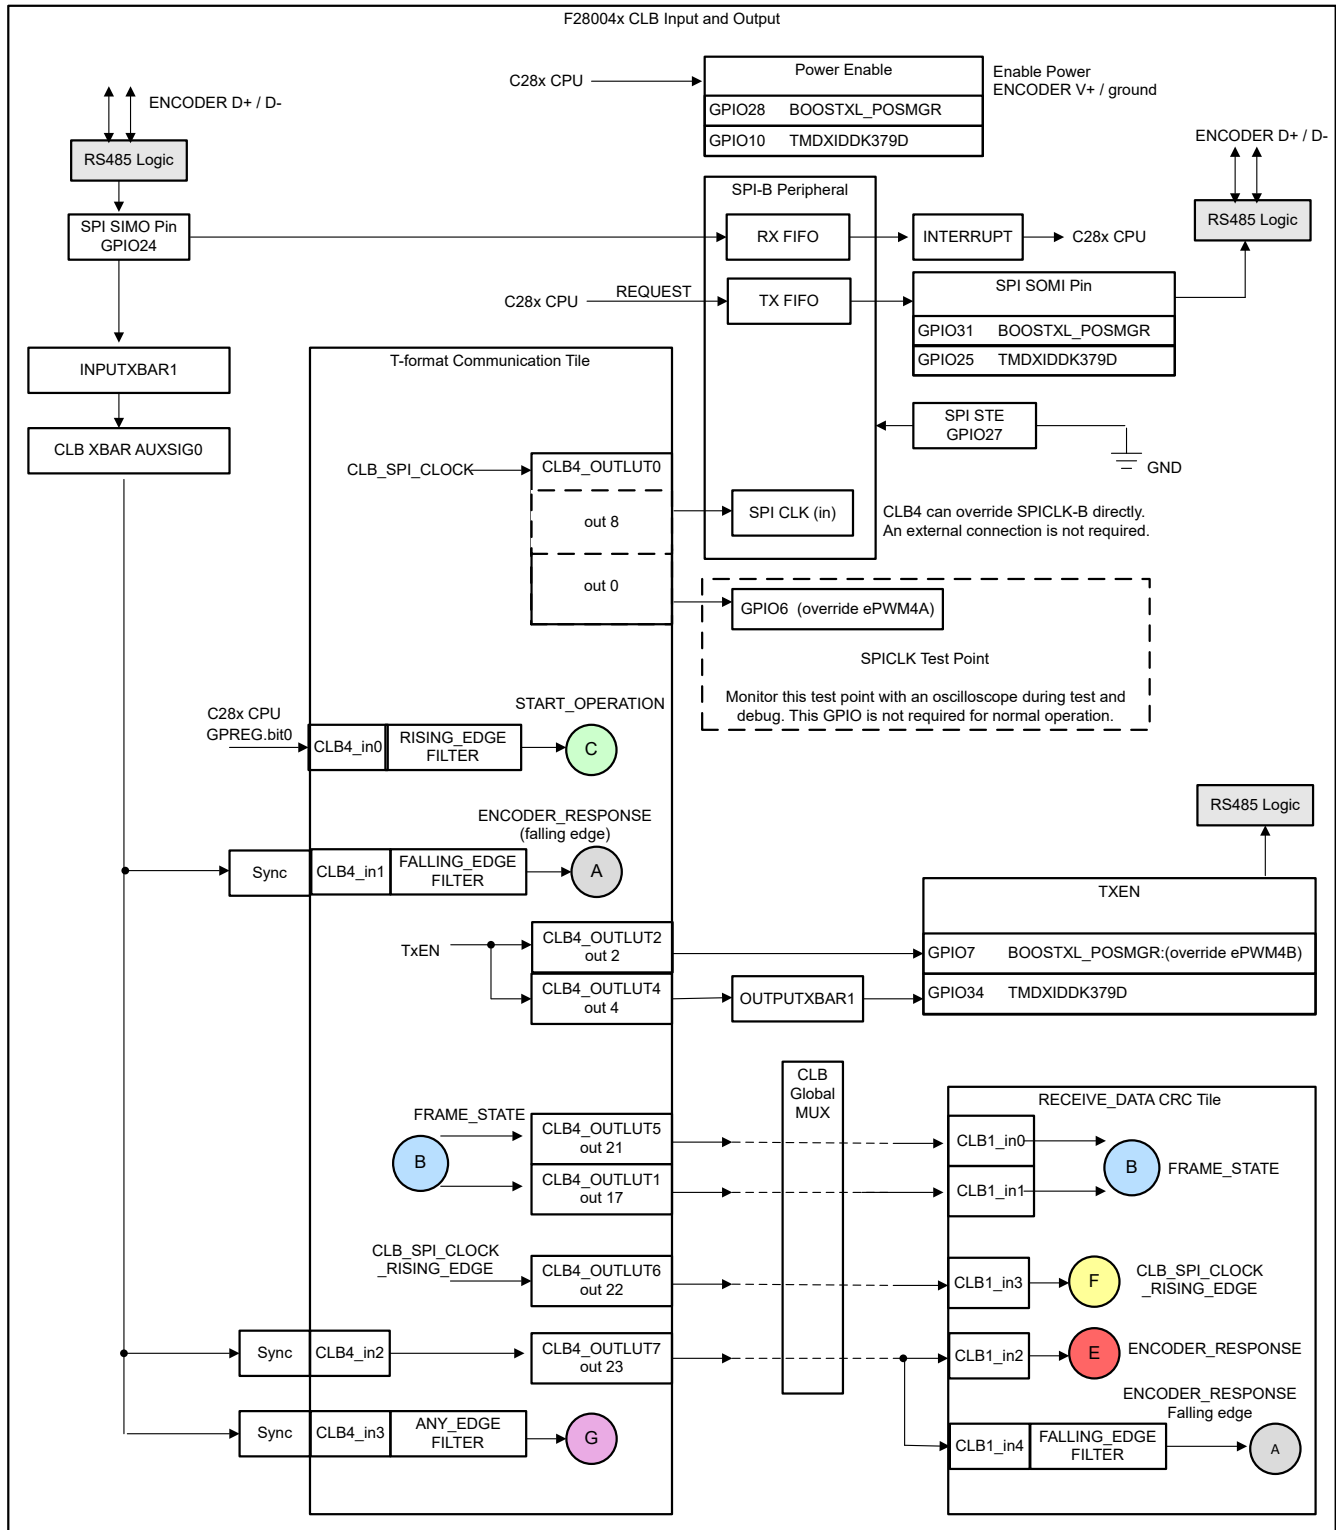 F28004x CLB Input and Output
C28x CPU
Power Enable
GPIO28 BOOSTXL_POSMGR
GPIO10 TMDXIDDK379D
Enable Power
ENCODER V+ / ground
ENCODER D+ / D-
RS485 Logic
SPI SIMO Pin
GPIO24
INPUTXBAR1
CLB XBAR AUXSIG0
SPI-B Peripheral
RX FIFO
INTERRUPT
C28x CPU
C28x CPU
REQUEST
TX FIFO
SPI SOMI Pin
GPIO31 BOOSTXL_POSMGR
GPIO25 TMDXIDDK379D
ENCODER D+ / D-
RS485 Logic
SPI STE
GPIO27
GND
SPI CLK (in)
CLB4 can override SPICLK-B directly.
An external connection is not required.
T-format Communication Tile
CLB_SPI_CLOCK
CLB4_OUTLUT0
out 8
out 0
GPIO6 (override ePWM4A)
SPICLK Test Point
Monitor this test point with an oscilloscope during test and
debug. This GPIO is not required for normal operation.
C28x CPU
GPREG.bit0
CLB4_in0
RISING_EDGE
FILTER
START_OPERATION
C
ENCODER_RESPONSE
(falling edge)
Sync
CLB4_in1
FALLING_EDGE
FILTER
A
RS485 Logic
TxEN
CLB4_OUTLUT2
out 2
CLB4_OUTLUT4
out 4
OUTPUTXBAR1
TXEN
GPIO7 BOOSTXL_POSMGR:(override ePWM4B)
GPIO34 TMDXIDDK379D
CLB
Global
MUX
RECEIVE_DATA CRC Tile
FRAME_STATE
B
CLB4_OUTLUT5
out 21
CLB4_OUTLUT1
out 17
CLB1_in0
CLB1_in1
B
FRAME_STATE
CLB_SPI_CLOCK
_RISING_EDGE
CLB4_OUTLUT6
out 22
CLB1_in3
F
CLB_SPI_CLOCK
_RISING_EDGE
Sync
CLB4_in2
CLB4_OUTLUT7
out 23
CLB1_in2
E
ENCODER_RESPONSE
Sync
CLB4_in3
ANY_EDGE
FILTER
G
CLB1_in4
FALLING_EDGE
FILTER
ENCODER_RESPONSE
Falling edge
A